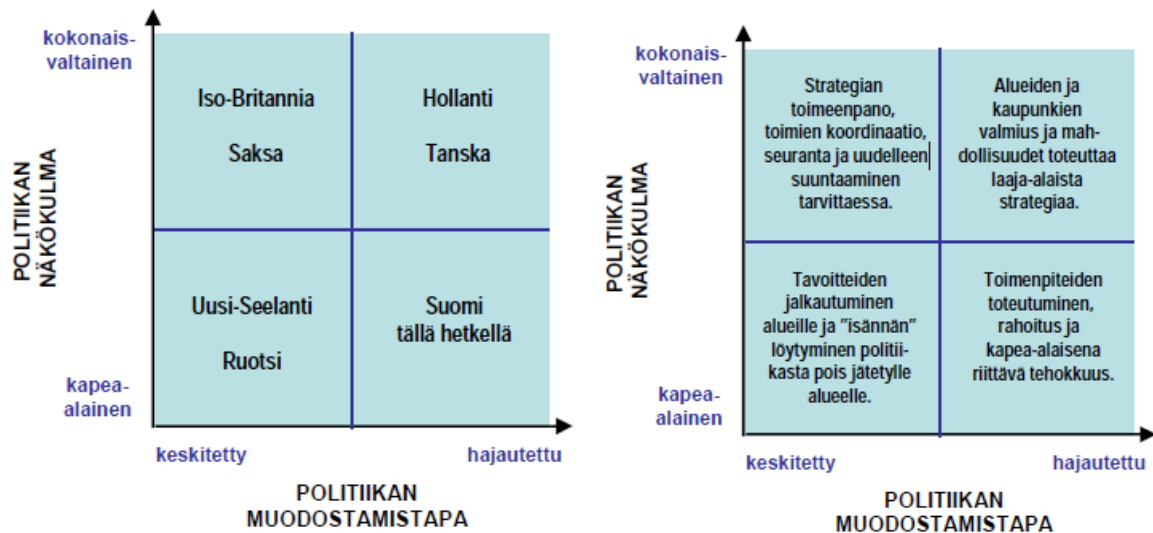 kokonais-
valtainen
Iso-Britannia
Saksa
Hollanti
Tanska
POLITIIKAN
NÄKÖKULMA
Uusi-Seelanti
Ruotsi
Suomi
tällä hetkellä
kapea-
alainen
keskitetty
hajautettu
POLITIIKAN
MUODOSTAMISTAPA
kokonais-
valtainen
Strategian
toimeenpano,
toimien koordinaatio,
seuranta ja uudelleen
suuntaaminen
tarvittaessa.
Alueiden ja
kaupunkien
valmius ja mah-
dollisuudet toteuttaa
laaja-alaista
strategiaa.
POLITIIKAN
NÄKÖKULMA
Tavoitteiden
jalkautuminen
alueille ja ”isännän”
löytyminen politii-
kasta pois jätetylle
alueelle.
Toimenpiteiden
toteutuminen,
rahoitus ja
kapea-alaisena
riittävä tehokkuus.
kapea-
alainen
keskitetty
hajautettu
POLITIIKAN
MUODOSTAMISTAPA